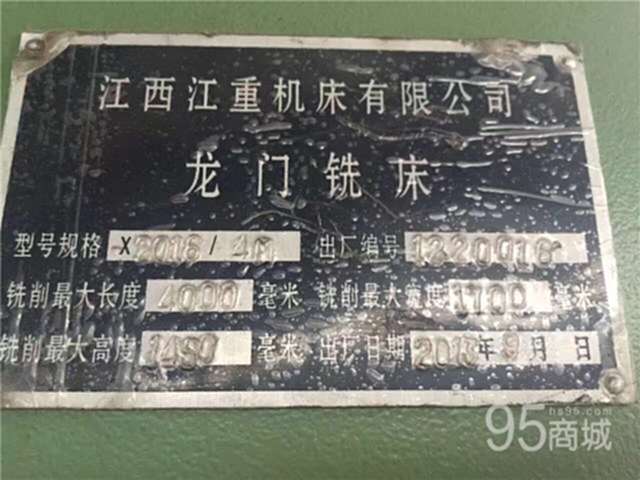 江西江重机床有限公司
龙门铣床
型号规格 X2016/4M 出厂编号 1220016
铣削最大长度 4000 毫米 铣削最大宽度 1700
铣削最大高度 1450 毫米 出厂日期 2013年9月 日
95商城
hs95.com